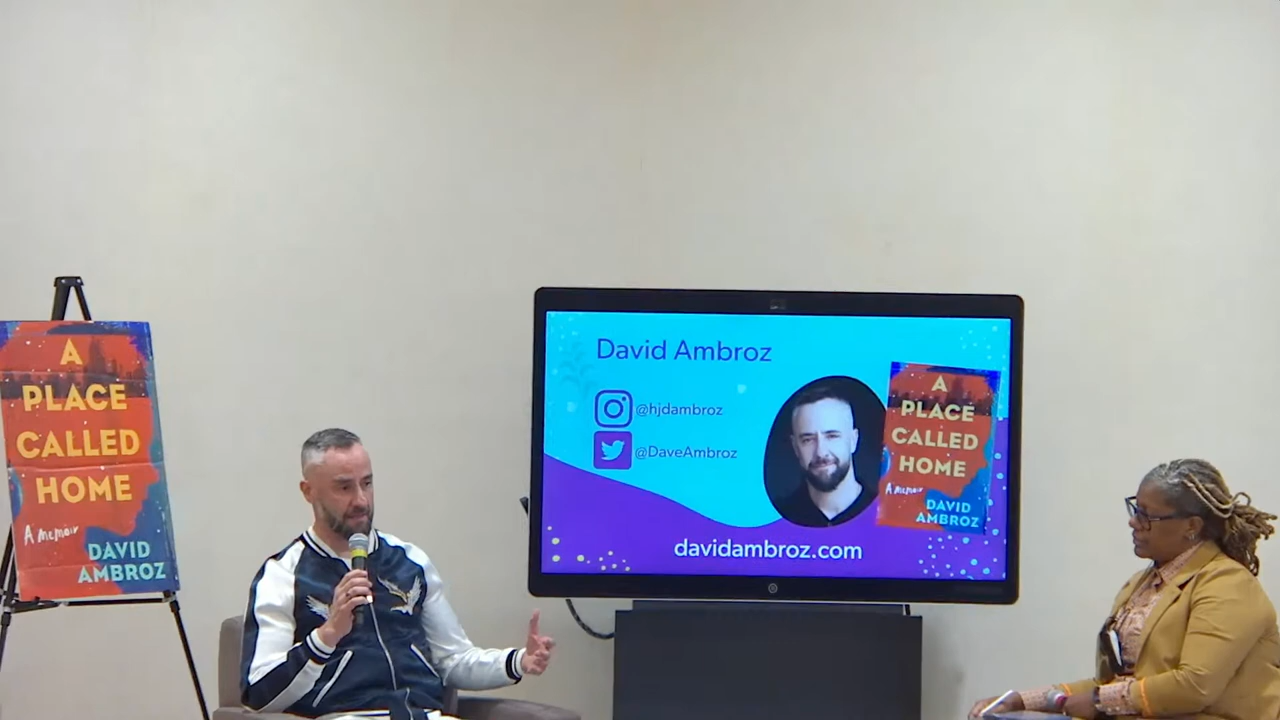 A
PLACE
CALLED
HOME
A memoir
DAVID
AMBROZ
David Ambroz
@hjdambroz
@DaveAmbroz
davidambroz.com
A
PLACE
CALLED
HOME
A memoir
DAVID
AMBROZ